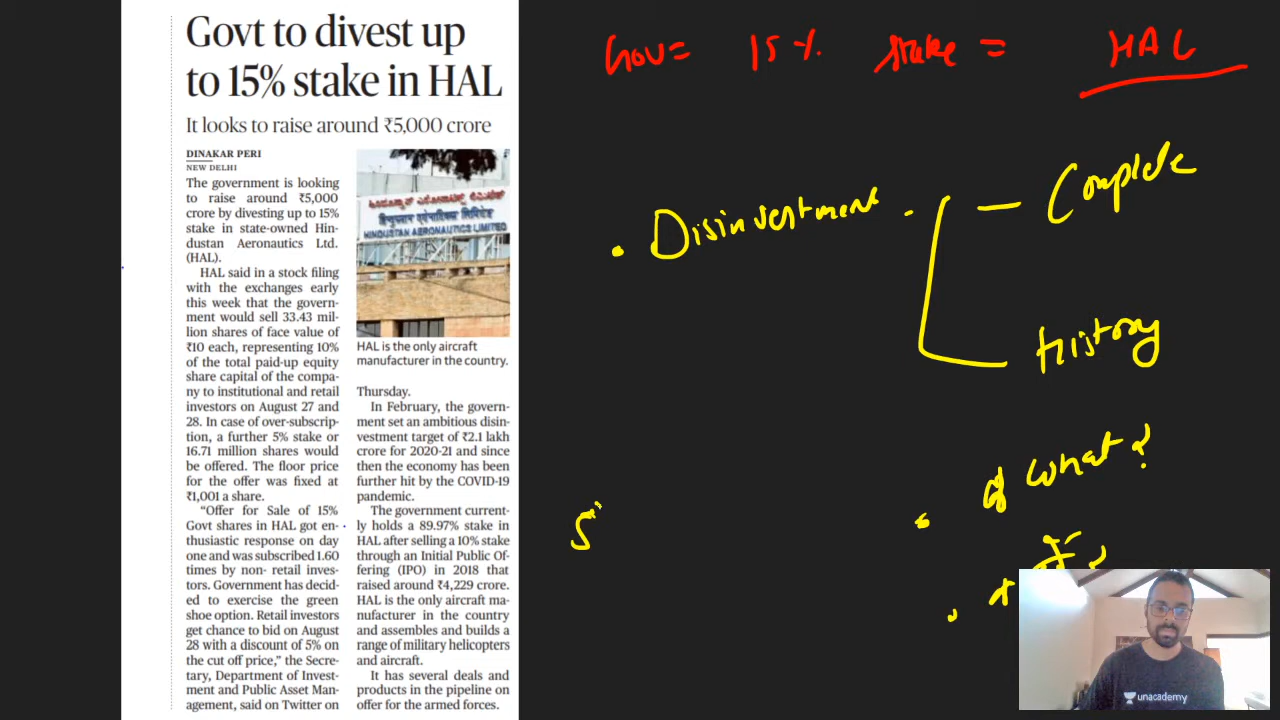 Govt to divest up
to 15% stake in HAL
It looks to raise around ₹5,000 crore
DINAKAR PERI
NEW DELHI
The government is looking
to raise around ₹5,000
crore by divesting up to 15%
stake in state-owned Hin-
dustan Aeronautics Ltd.
(HAL).
HAL said in a stock filing
with the exchanges early
this week that the govern-
ment would sell 33.43 mil-
lion shares of face value of
₹10 each, representing 10%
of the total paid-up equity
share capital of the compa-
ny to institutional and retail
investors on August 27 and
28. In case of over-subscrip-
tion, a further 5% stake or
16.71 million shares would
be offered. The floor price
for the offer was fixed at
₹1,001 a share.
“Offer for Sale of 15%
Govt shares in HAL got en-
thusiastic response on day
one and was subscribed 1.60
times by non- retail inves-
tors. Government has decid-
ed to exercise the green
shoe option. Retail investors
get chance to bid on August
28 with a discount of 5% on
the cut off price,” the Secre-
tary, Department of Invest-
ment and Public Asset Man-
agement, said on Twitter on
हिन्दुस्तान एरोनाटिक्स लिमिटेड
HINDUSTAN AERONAUTICS LIMITED
HAL is the only aircraft
manufacturer in the country.
Thursday.
In February, the govern-
ment set an ambitious disin-
vestment target of ₹2.1 lakh
crore for 2020-21 and since
then the economy has been
further hit by the COVID-19
pandemic.
The government current-
ly holds a 89.97% stake in
HAL after selling a 10% stake
through an Initial Public Of-
fering (IPO) in 2018 that
raised around ₹4,229 crore.
HAL is the only aircraft ma-
nufacturer in the country
and assembles and builds a
range of military helicopters
and aircraft.
It has several deals and
products in the pipeline on
offer for the armed forces.
Gov= 15% stake = HAL
• Disinvestment - — Complete
History
• of what?
unacademy